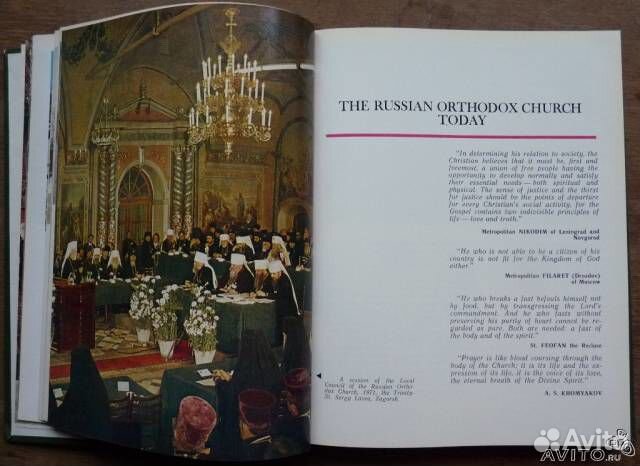 THE RUSSIAN ORTHODOX CHURCH
TODAY
"In determining his relation to society, the
Christian believes that it must be, first and
foremost, a union of free people having the
opportunity to develop normally and satisfy
their essential needs — both spiritual and
physical. The sense of justice and the thirst
for justice should be the points of departure
for every Christian's social activity, for the
Gospel contains two indivisible principles of
life — love and truth."
Metropolitan NIKODIM of Leningrad and
Novgorod
"He who is not able to be a citizen of his
country is not fit for the Kingdom of God
either."
Metropolitan FILARET (Drozdov)
of Moscow
"He who breaks a fast befouls himself not
by food, but by transgressing the Lord's
commandment. And he who fasts without
preserving his purity of heart cannot be re-
garded as pure. Both are needed: a fast of
the body and of the soul."
St. FEOFAN the Recluse
"Prayer is like blood coursing through the
body of the Church; it is its life and the ex-
pression of its life, it is the voice of its love,
the eternal breath of the Divine Spirit."
A. S. KHOMYAKOV
A session of the Local
Council of the Russian Ortho-
dox Church, 1971, the Trinity-
St. Sergy Lavra, Zagorsk
Avito
AVITO.RU